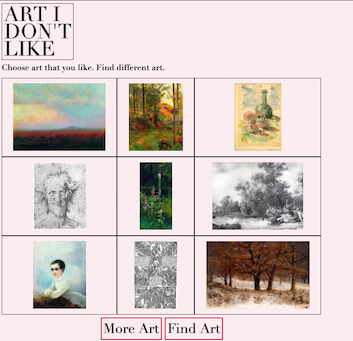 ART I
DON'T
LIKE
Choose art that you like. Find different art.
More Art
Find Art